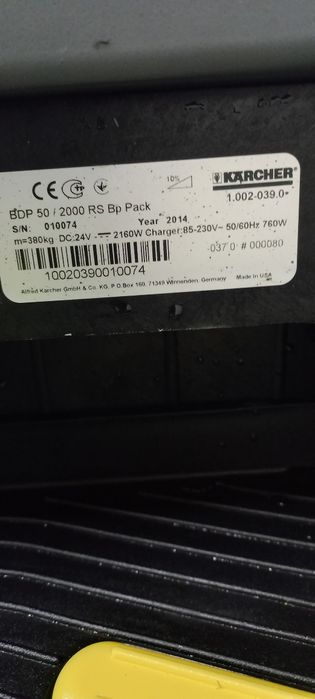 CE
10%
KÄRCHER
1.002-039.0
BDP 50 / 2000 RS Bp Pack
S/N: 010074 Year 2014
m=380kg DC:24V 2160W Charger:85-230V~ 50/60Hz 760W
037.0 # 000080
10020390010074
Alfred Karcher GmbH & Co. KG. P.O.Box 160. 71349 Winnenden, Germany
Made in USA